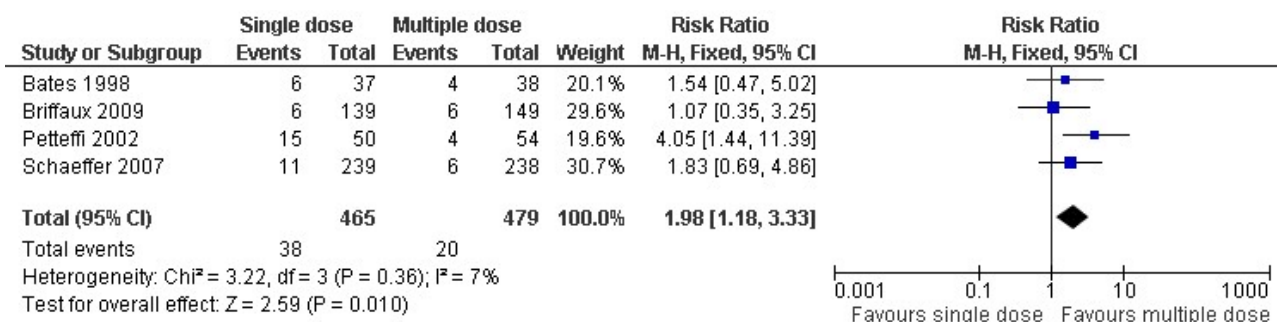 Single dose Multiple dose Risk Ratio Risk Ratio
Study or Subgroup Events Total Events Total Weight M-H, Fixed, 95% CI M-H, Fixed, 95% CI
Bates 1998 6 37 4 38 20.1% 1.54 [0.47, 5.02]
Briffaux 2009 6 139 6 149 29.6% 1.07 [0.35, 3.25]
Petteffi 2002 15 50 4 54 19.6% 4.05 [1.44, 11.39]
Schaeffer 2007 11 239 6 238 30.7% 1.83 [0.69, 4.86]
Total (95% CI) 465 479 100.0% 1.98 [1.18, 3.33]
Total events 38 20
Heterogeneity: Chi² = 3.22, df = 3 (P = 0.36); I² = 7%
Test for overall effect: Z = 2.59 (P = 0.010)
0.001 0.1 1 10 1000
Favours single dose Favours multiple dose